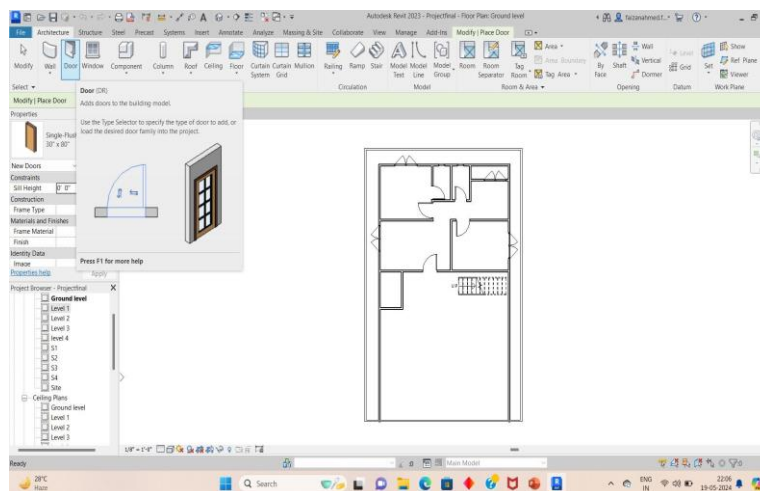 Autodesk Revit 2023 - Projectfinal - Floor Plan: Ground level
faizanahmed.t...
File Architecture Structure Steel Precast Systems Insert Annotate Analyze Massing & Site Collaborate View Manage Add-Ins Modify | Place Door
Modify Wall Door Window Component Column Roof Ceiling Floor Curtain System Curtain Grid Mullion Railing Ramp Stair Model Text Model Line Model Group Room Room Separator Tag Room Area Area Boundary Tag Area By Face Shaft Wall Vertical Dormer Level Grid Set Show Ref Plane Viewer
Select Circulation Model Room & Area Opening Datum Work Plane
Modify | Place Door
Door (DR)
Adds doors to the building model.
Use the Type Selector to specify the type of door to add, or
load the desired door family into the project.
Press F1 for more help
Properties
Single-Flush
30" x 80"
New Doors
Constraints
Sill Height 0' 0"
Construction
Frame Type
Materials and Finishes
Frame Material
Finish
Identity Data
Image
Properties help Apply
Project Browser - Projectfinal X
Ground level
Level 1
Level 2
Level 3
level 4
S1
S2
S3
S4
Site
Ceiling Plans
Ground level
Level 1
Level 2
Level 3
UP
1/8" = 1'-0"
Ready
:0
Main Model
28°C
Haze
Search
ENG
IN
22:06
19-05-2024